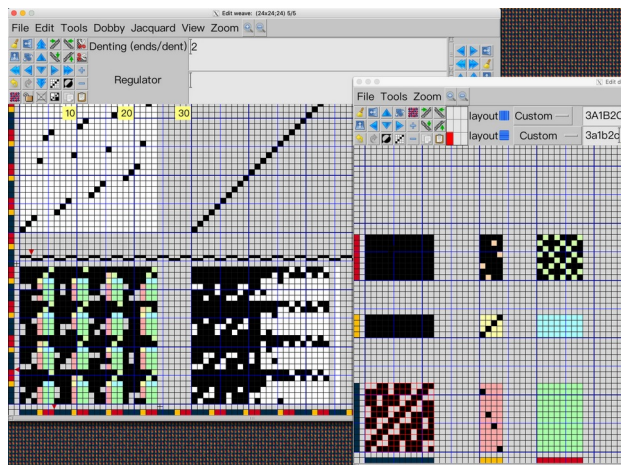 Edit weave: (24x24;24) 5/5
File Edit Tools Dobby Jacquard View Zoom
Denting (ends/dent) 2
Regulator
10 20 30
Edit d
File Tools Zoom
layout Custom 3A1B2C
layout Custom 3a1b2c